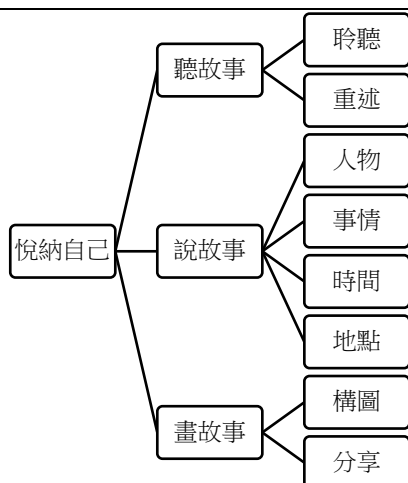 悅納自己
聽故事
聆聽
重述
說故事
人物
事情
時間
地點
畫故事
構圖
分享